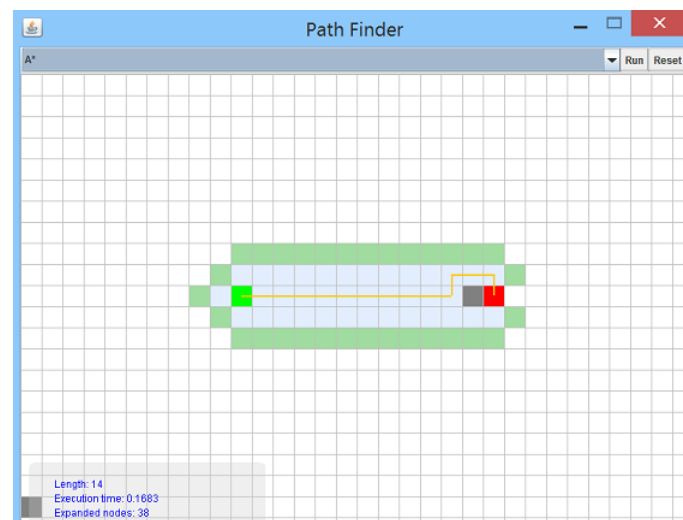 Path Finder
A*
Run Reset
Length: 14
Execution time: 0.1683
Expanded nodes: 38